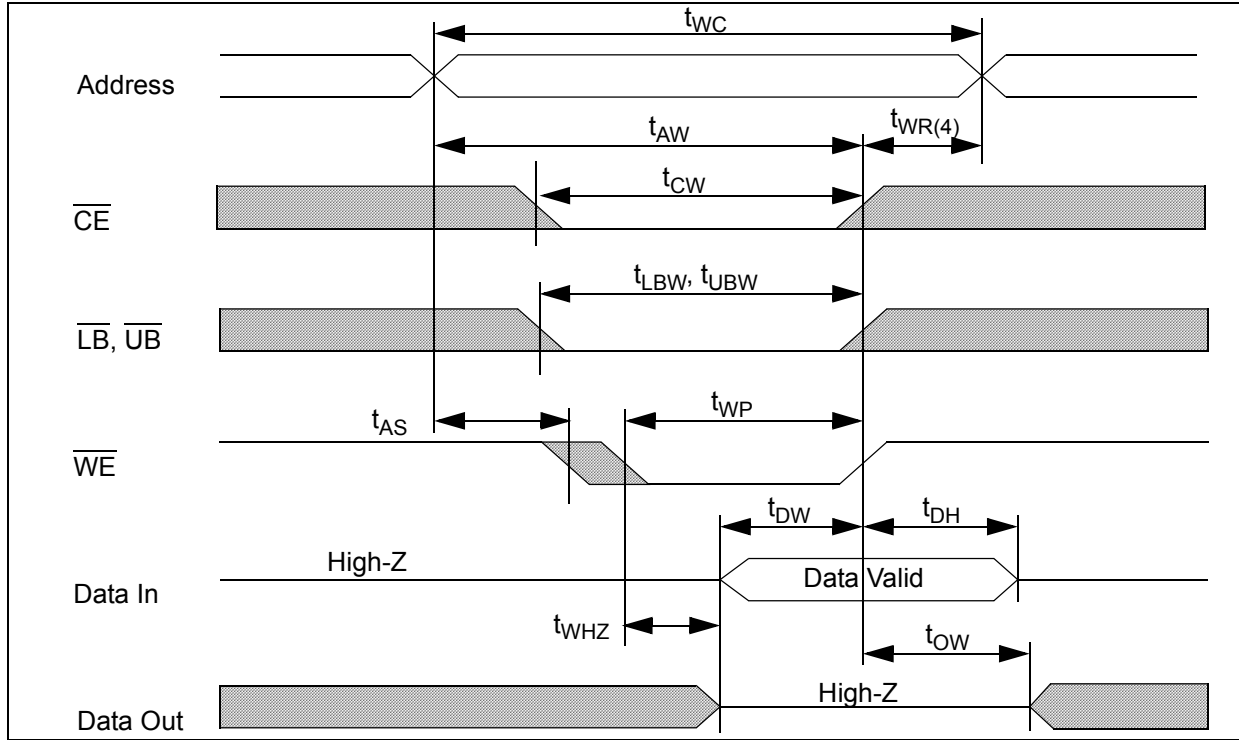 tWC
Address
tAW
tWR(4)
tCW
CE
tLBW, tUBW
LB, UB
tAS
tWP
WE
tDW
tDH
High-Z
Data Valid
Data In
tWHZ
tOW
High-Z
Data Out